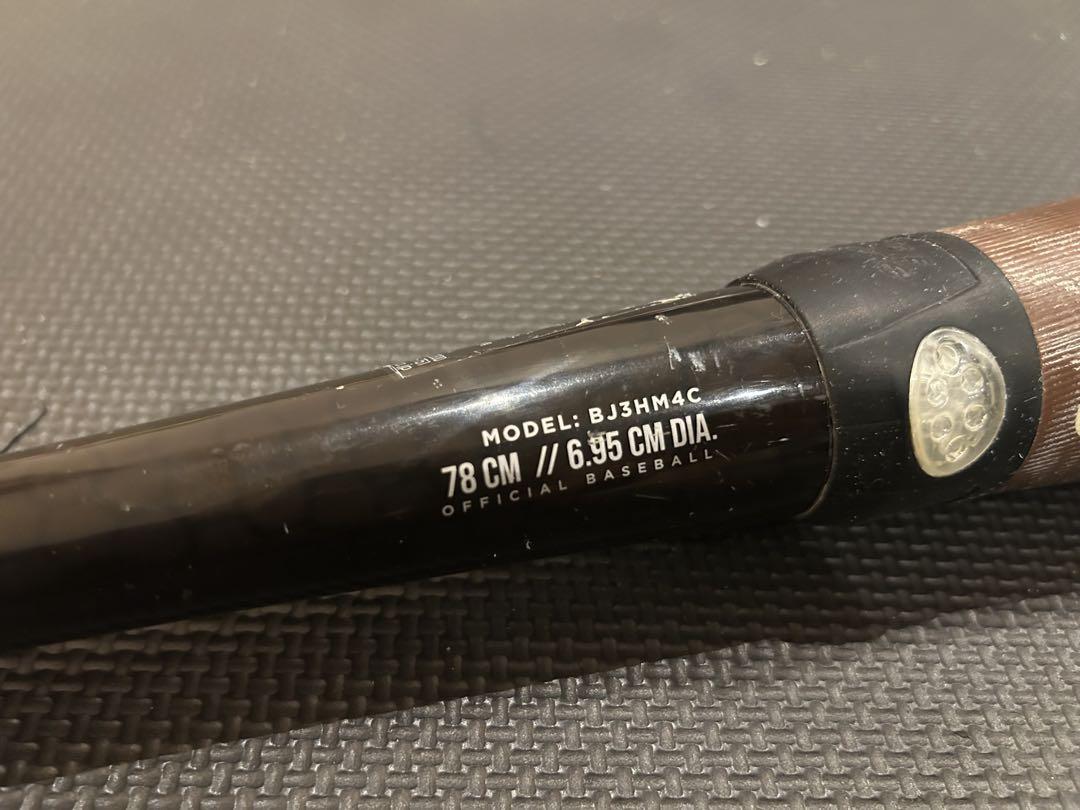 MODEL: BJ3HM4C
78 CM // 6.95 CM DIA.
OFFICIAL BASEBALL